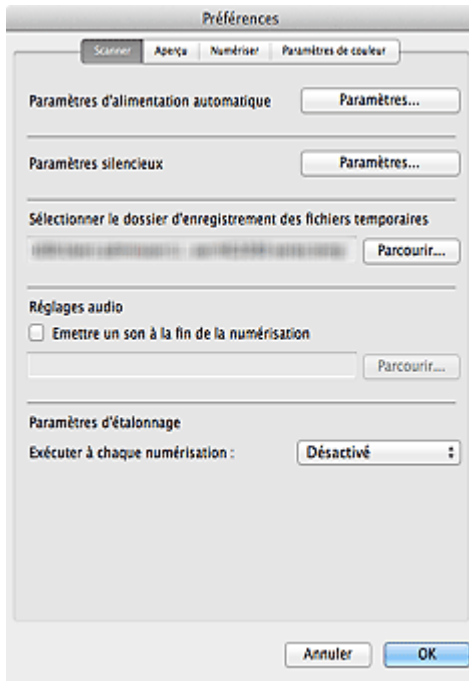 Préférences
Scanner Aperçu Numériser Paramètres de couleur
Paramètres d'alimentation automatique Paramètres...
Paramètres silencieux Paramètres...
Sélectionner le dossier d'enregistrement des fichiers temporaires
Parcourir...
Réglages audio
Emettre un son à la fin de la numérisation
Parcourir...
Paramètres d'étalonnage
Exécuter à chaque numérisation : Désactivé
Annuler OK